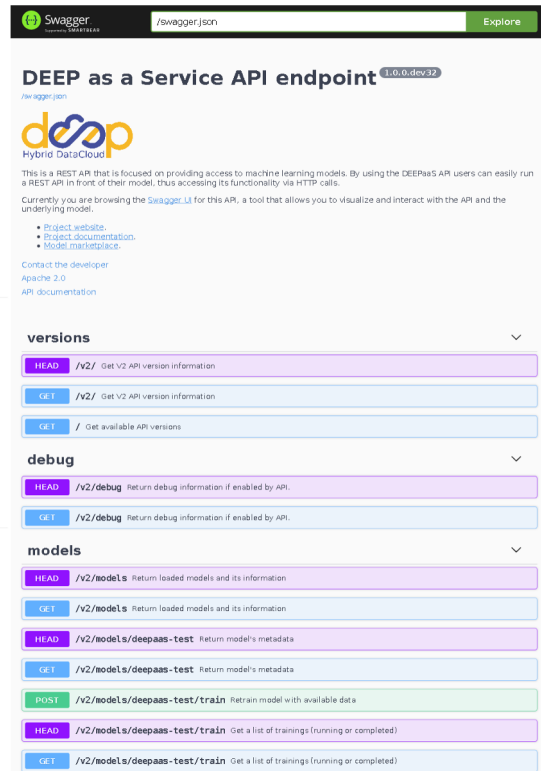 Swagger
Supported by SMARTBEAR
/swagger.json
Explore
DEEP as a Service API endpoint 1.0.0.dev32
/swagger.json
deep
Hybrid DataCloud
This is a REST API that is focused on providing access to machine learning models. By using the DEEPaaS API users can easily run
a REST API in front of their model, thus accessing its functionality via HTTP calls.
Currently you are browsing the Swagger UI for this API, a tool that allows you to visualize and interact with the API and the
underlying model.
• Project website.
• Project documentation.
• Model marketplace.
Contact the developer
Apache 2.0
API documentation
versions
HEAD /v2/ Get V2 API version information
GET /v2/ Get V2 API version information
GET / Get available API versions
debug
HEAD /v2/debug Return debug information if enabled by API.
GET /v2/debug Return debug information if enabled by API.
models
HEAD /v2/models Return loaded models and its information
GET /v2/models Return loaded models and its information
HEAD /v2/models/deepaas-test Return model's metadata
GET /v2/models/deepaas-test Return model's metadata
POST /v2/models/deepaas-test/train Retrain model with available data
HEAD /v2/models/deepaas-test/train Get a list of trainings (running or completed)
GET /v2/models/deepaas-test/train Get a list of trainings (running or completed)